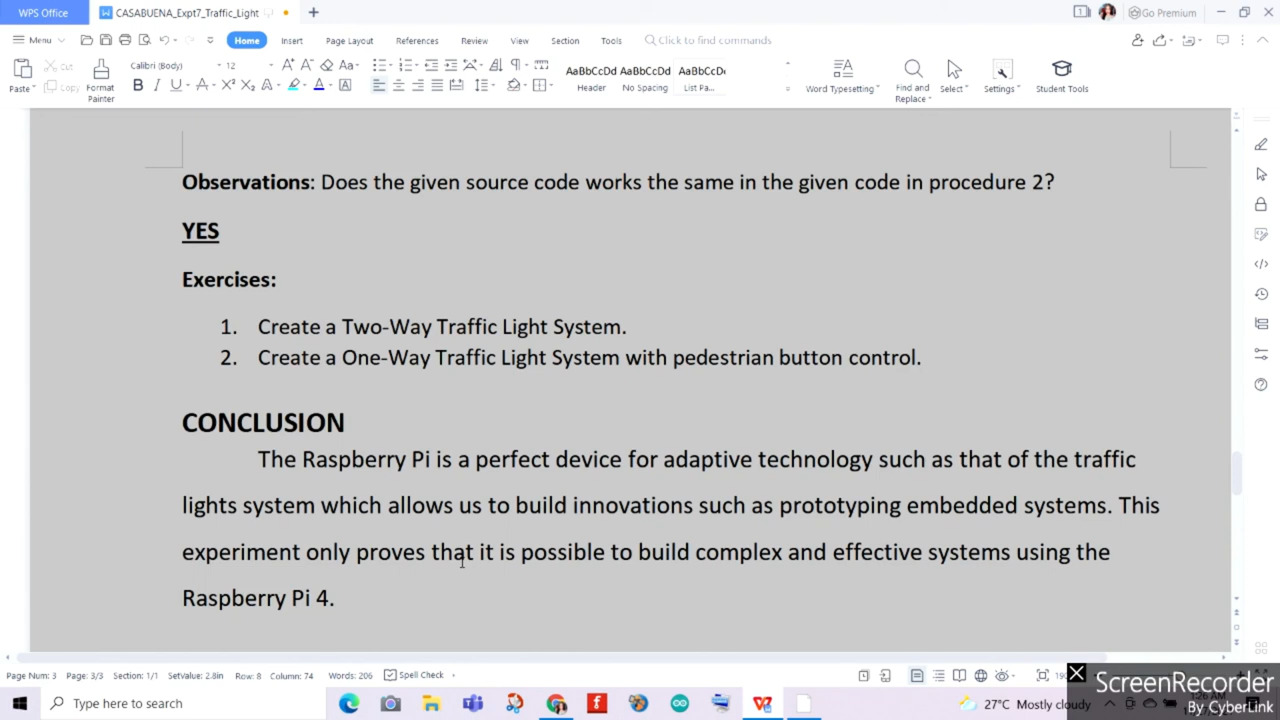 WPS Office
CASABUENA_Expt7_Traffic_Light
Go Premium
Menu
Home
Insert
Page Layout
References
Review
View
Section
Tools
Click to find commands
Paste
Cut
Copy
Format
Painter
Calibri (Body)
12
AaBbCcDd
Header
AaBbCcDd
No Spacing
AaBbCcD
List Pa...
Word Typesetting
Find and
Replace
Select
Settings
Student Tools
Observations: Does the given source code works the same in the given code in procedure 2?
YES
Exercises:
1. Create a Two-Way Traffic Light System.
2. Create a One-Way Traffic Light System with pedestrian button control.
CONCLUSION
The Raspberry Pi is a perfect device for adaptive technology such as that of the traffic
lights system which allows us to build innovations such as prototyping embedded systems. This
experiment only proves that it is possible to build complex and effective systems using the
Raspberry Pi 4.
Page Num: 3 Page: 3/3 Section: 1/1 Setvalue: 2.8in Row: 8 Column: 74 Words: 206 Spell Check
ScreenRecorder
By CyberLink
Type here to search
27°C Mostly cloudy